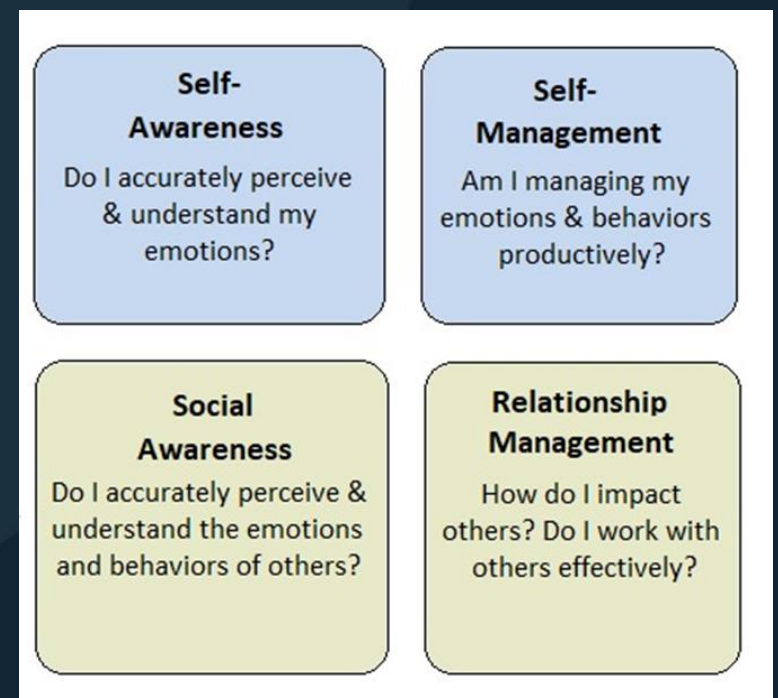 Self-
Awareness
Do I accurately perceive
& understand my
emotions?
Self-
Management
Am I managing my
emotions & behaviors
productively?
Social
Awareness
Do I accurately perceive &
understand the emotions
and behaviors of others?
Relationship
Management
How do I impact
others? Do I work with
others effectively?